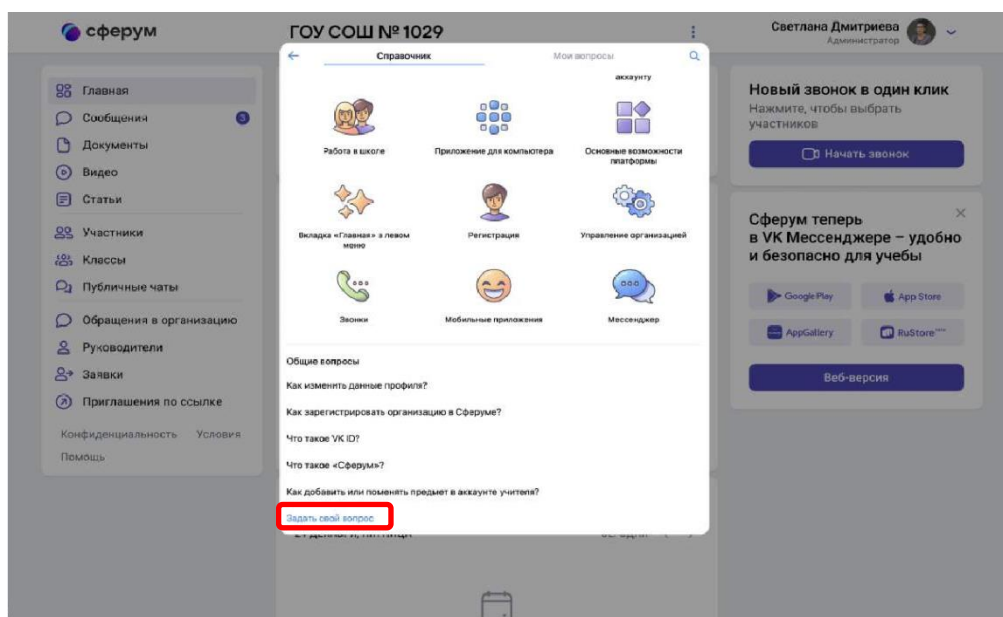 сферум
ГОУ СОШ № 1029
Светлана Дмитриева
Администратор
Главная
Сообщения 3
Документы
Видео
Статьи
Участники
Классы
Публичные чаты
Обращения в организацию
Руководители
Заявки
Приглашения по ссылке
Конфиденциальность Условия
Помощь
Справочник
Мои вопросы
аккаунту
Работа в школе
Приложение для компьютера
Основные возможности
платформы
Вкладка «Главная» в левом
меню
Регистрация
Управление организацией
Звонки
Мобильные приложения
Мессенджер
Общие вопросы
Как изменить данные профиля?
Как зарегистрировать организацию в Сферуме?
Что такое VK ID?
Что такое «Сферум»?
Как добавить или поменять предмет в аккаунте учителя?
Задать свой вопрос
Новый звонок в один клик
Нажмите, чтобы выбрать
участников
Начать звонок
Сферум теперь
в VK Мессенджере – удобно
и безопасно для учебы
Google Play
App Store
AppGallery
RuStore
Веб-версия